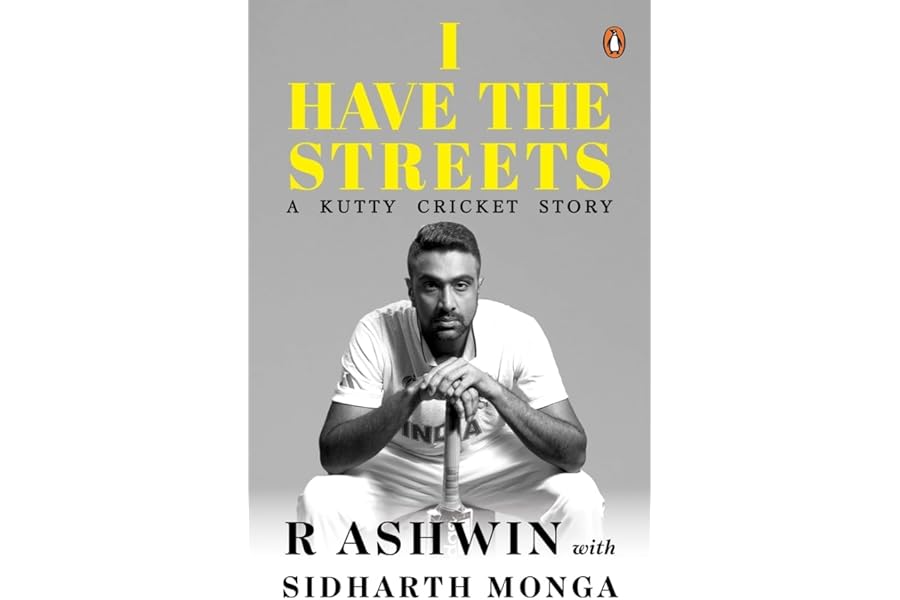 I
HAVE THE
STREETS
A KUTTY CRICKET STORY
INDIA
R ASHWIN with
SIDHARTH MONGA